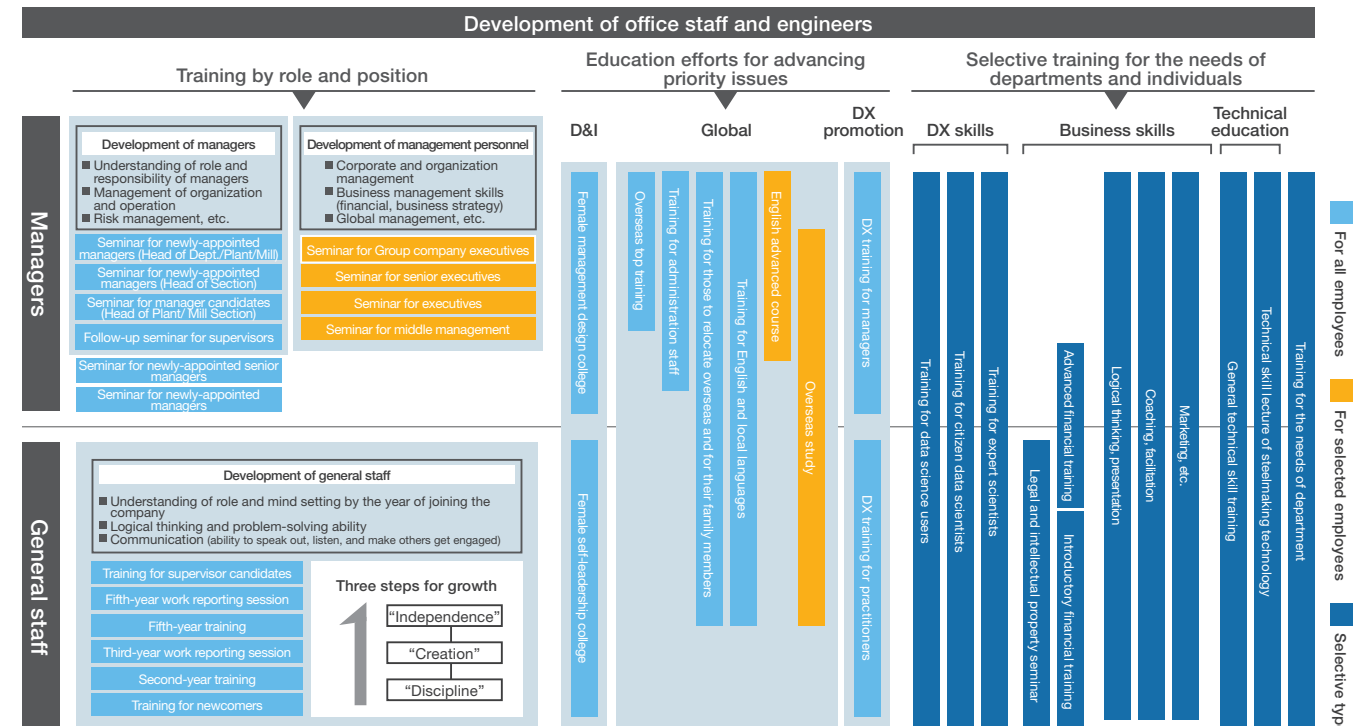 Development of office staff and engineers
Training by role and position
Education efforts for advancing
priority issues
Selective training for the needs of
departments and individuals
D&I
Global
DX
promotion
DX skills
Business skills
Technical
education
Managers
Development of managers
■ Understanding of role and
responsibility of managers
■ Management of organization
and operation
■ Risk management, etc.
Seminar for newly-appointed
managers (Head of Dept./Plant/Mill)
Seminar for newly-appointed
managers (Head of Section)
Seminar for manager candidates
(Head of Plant/ Mill Section)
Follow-up seminar for supervisors
Seminar for newly-appointed senior
managers
Seminar for newly-appointed
managers
Development of management personnel
■ Corporate and organization
management
■ Business management skills
(financial, business strategy)
■ Global management, etc.
Seminar for Group company executives
Seminar for senior executives
Seminar for executives
Seminar for middle management
General staff
Development of general staff
■ Understanding of role and mind setting by the year of joining the
company
■ Logical thinking and problem-solving ability
■ Communication (ability to speak out, listen, and make others get engaged)
Training for supervisor candidates
Fifth-year work reporting session
Fifth-year training
Third-year work reporting session
Second-year training
Training for newcomers
Three steps for growth
“Independence”
“Creation”
“Discipline”
Female management design college
Female self-leadership college
Overseas top training
Training for administration staff
Training for those to relocate overseas and for their family members
Training for English and local languages
English advanced course
Overseas study
DX training for managers
DX training for practitioners
Training for data science users
Training for citizen data scientists
Training for expert scientists
Legal and intellectual property seminar
Advanced financial training
Introductory financial training
Logical thinking, presentation
Coaching, facilitation
Marketing, etc.
General technical skill training
Technical skill lecture of steelmaking technology
Training for the needs of department
For all employees
For selected employees
Selective typ